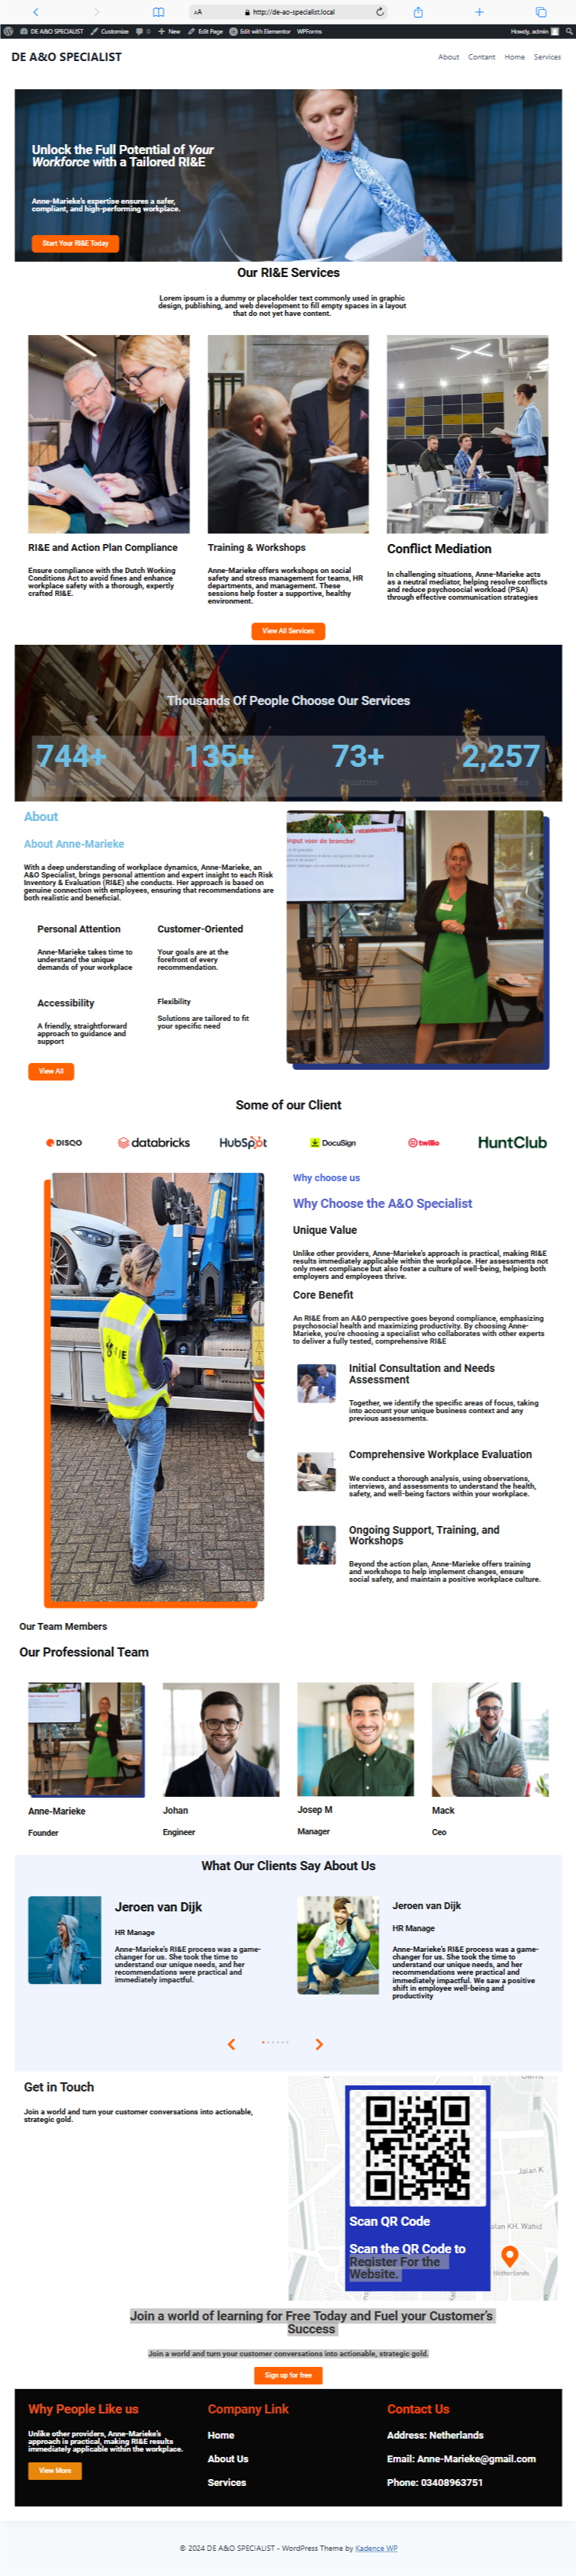 AA
http://de-ao-specialist.local
DE A&O SPECIALIST
Customize
0
New
Edit Page
Edit with Elementor
WPForms
Howdy, admin
DE A&O SPECIALIST
About
Contant
Home
Services
Unlock the Full Potential of Your
Workforce with a Tailored RI&E
Anne-Marieke's expertise ensures a safer,
compliant, and high-performing workplace.
Start Your RI&E Today
Our RI&E Services
Lorem ipsum is a dummy or placeholder text commonly used in graphic
design, publishing, and web development to fill empty spaces in a layout
that do not yet have content.
RI&E and Action Plan Compliance
Ensure compliance with the Dutch Working
Conditions Act to avoid fines and enhance
workplace safety with a thorough, expertly
crafted RI&E.
Training & Workshops
Anne-Marieke offers workshops on social
safety and stress management for teams, HR
departments, and management. These
sessions help foster a supportive, healthy
environment.
Conflict Mediation
In challenging situations, Anne-Marieke acts
as a neutral mediator, helping resolve conflicts
and reduce psychosocial workload (PSA)
through effective communication strategies
View All Services
Thousands Of People Choose Our Services
744+
135+
73+
2,257
Countries
About
About Anne-Marieke
With a deep understanding of workplace dynamics, Anne-Marieke, an
A&O Specialist, brings personal attention and expert insight to each Risk
Inventory & Evaluation (RI&E) she conducts. Her approach is based on
genuine connection with employees, ensuring that recommendations are
both realistic and beneficial.
Personal Attention
Anne-Marieke takes time to
understand the unique
demands of your workplace
Customer-Oriented
Your goals are at the
forefront of every
recommendation.
Accessibility
A friendly, straightforward
approach to guidance and
support
Flexibility
Solutions are tailored to fit
your specific need
View All
input voor de branche!
Some of our Client
DISQO
databricks
HubSpot
DocuSign
twilio
HuntClub
Why choose us
Why Choose the A&O Specialist
Unique Value
Unlike other providers, Anne-Marieke's approach is practical, making RI&E
results immediately applicable within the workplace. Her assessments not
only meet compliance but also foster a culture of well-being, helping both
employers and employees thrive.
Core Benefit
An RI&E from an A&O perspective goes beyond compliance, emphasizing
psychosocial health and maximizing productivity. By choosing Anne-
Marieke, you're choosing a specialist who collaborates with other experts
to deliver a fully tested, comprehensive RI&E
Initial Consultation and Needs
Assessment
Together, we identify the specific areas of focus, taking
into account your unique business context and any
previous assessments.
Comprehensive Workplace Evaluation
We conduct a thorough analysis, using observations,
interviews, and assessments to understand the health,
safety, and well-being factors within your workplace.
Ongoing Support, Training, and
Workshops
Beyond the action plan, Anne-Marieke offers training
and workshops to help implement changes, ensure
social safety, and maintain a positive workplace culture.
Our Team Members
Our Professional Team
Anne-Marieke
Founder
Johan
Engineer
Josep M
Manager
Mack
Ceo
What Our Clients Say About Us
Jeroen van Dijk
HR Manage
Anne-Marieke's RI&E process was a game-
changer for us. She took the time to
understand our unique needs, and her
recommendations were practical and
immediately impactful.
Jeroen van Dijk
HR Manage
Anne-Marieke's RI&E process was a game-
changer for us. She took the time to
understand our unique needs, and her
recommendations were practical and
immediately impactful. We saw a positive
shift in employee well-being and
productivity
Get in Touch
Join a world and turn your customer conversations into actionable,
strategic gold.
Scan QR Code
Scan the QR Code to
Register For the
Website.
Jalan K
alan KH. Wahid
Netherlands
Join a world of learning for Free Today and Fuel your Customer's
Success
Join a world and turn your customer conversations into actionable, strategic gold.
Sign up for free
Why People Like us
Unlike other providers, Anne-Marieke's
approach is practical, making RI&E results
immediately applicable within the workplace.
View More
Company Link
Home
About Us
Services
Contact Us
Address: Netherlands
Email: Anne-Marieke@gmail.com
Phone: 03408963751
© 2024 DE A&O SPECIALIST - WordPress Theme by Kadence WP